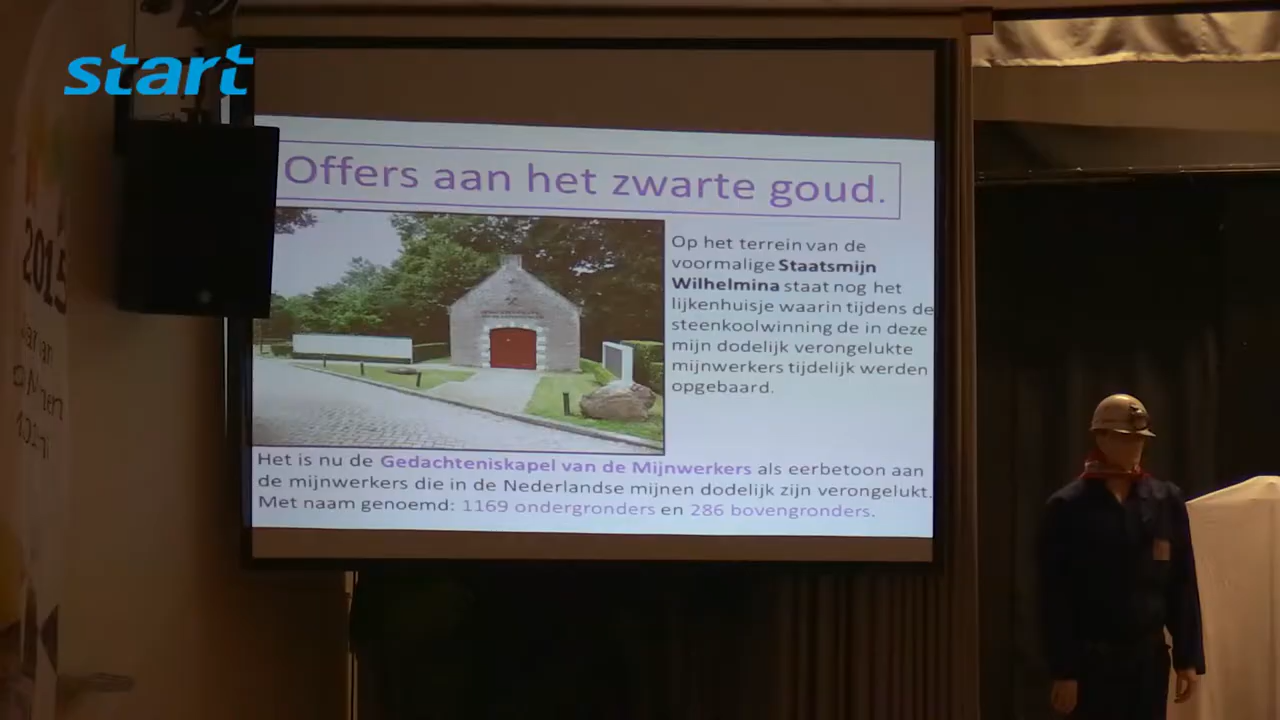 start
Offers aan het zwarte goud.
Op het terrein van de
voormalige Staatsmijn
Wilhelmina staat nog het
lijkenhuisje waarin tijdens de
steenkoolwinning de in deze
mijn dodelijk verongelukte
mijnwerkers tijdelijk werden
opgebaard.
Het is nu de Gedachteniskapel van de Mijnwerkers als eerbetoon aan
de mijnwerkers die in de Nederlandse mijnen dodelijk zijn verongelukt.
Met naam genoemd: 1169 ondergronders en 286 bovengronders.
2015